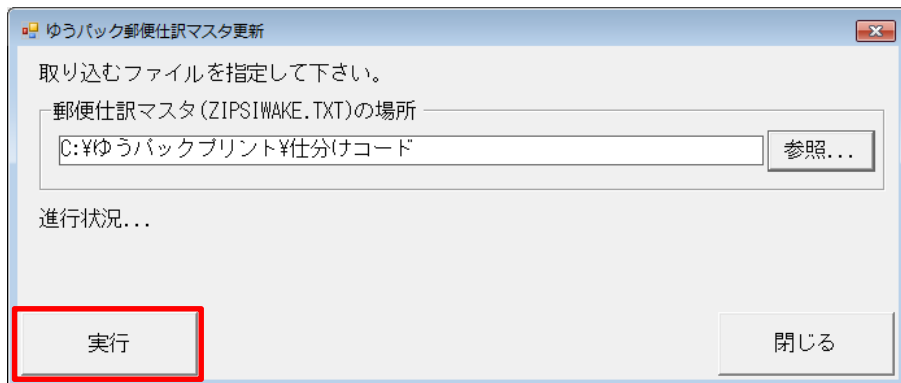 ゆうパック郵便仕訳マスタ更新
取り込むファイルを指定して下さい。
郵便仕訳マスタ(ZIPSIWAKE.TXT)の場所
C:¥ゆうパックプリント¥仕分けコード
参照...
進行状況...
実行
閉じる